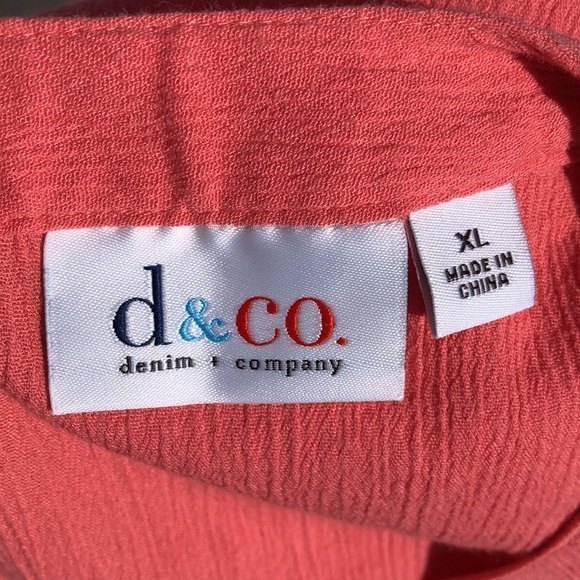 d&co.
denim + company
XL
MADE IN
CHINA